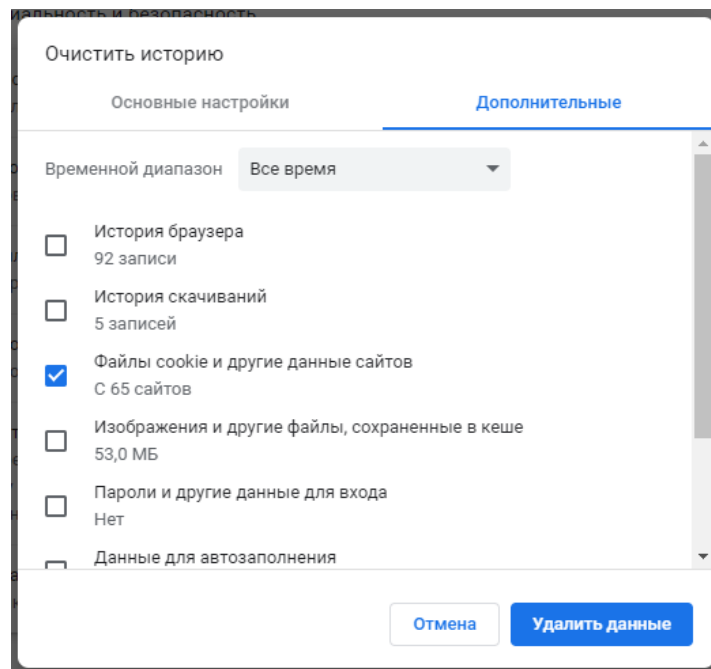 иальность и безопасность
Очистить историю
Основные настройки
Дополнительные
Временной диапазон Все время
История браузера
92 записи
История скачиваний
5 записей
Файлы cookie и другие данные сайтов
С 65 сайтов
Изображения и другие файлы, сохраненные в кеше
53,0 МБ
Пароли и другие данные для входа
Нет
Данные для автозаполнения
Отмена Удалить данные